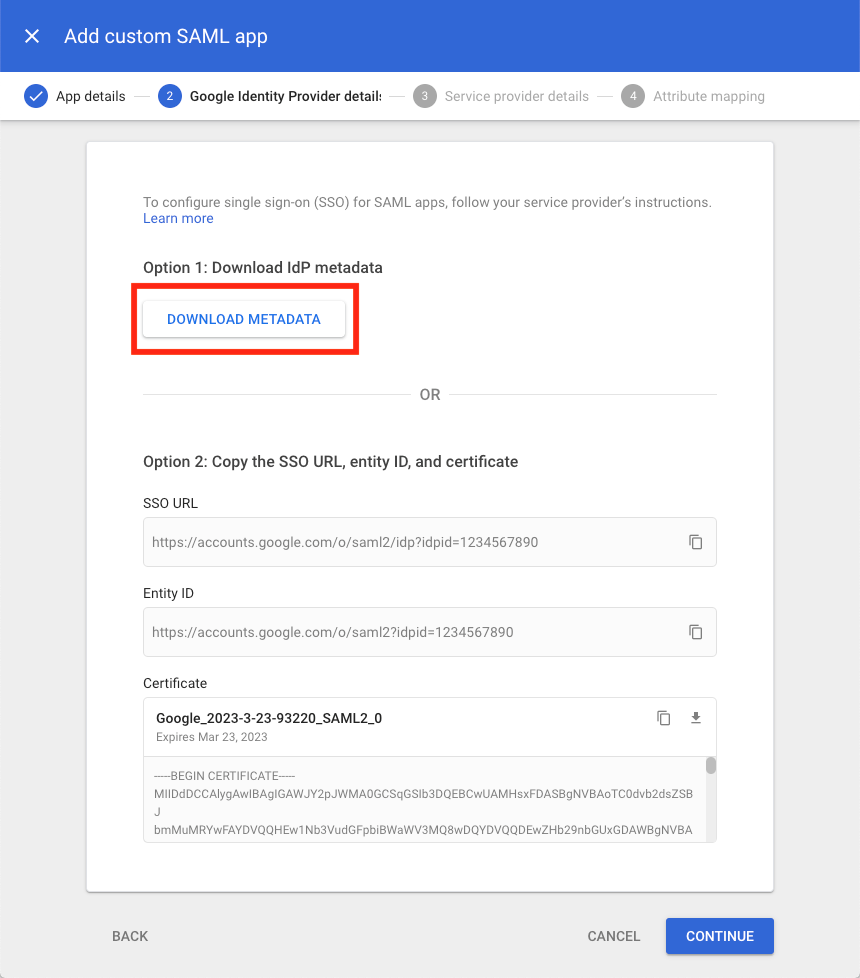 Add custom SAML app
App details
2
Google Identity Provider details
3
Service provider details
4
Attribute mapping
To configure single sign-on (SSO) for SAML apps, follow your service provider’s instructions.
Learn more
Option 1: Download IdP metadata
DOWNLOAD METADATA
OR
Option 2: Copy the SSO URL, entity ID, and certificate
SSO URL
https://accounts.google.com/o/saml2/idp?idpid=1234567890
Entity ID
https://accounts.google.com/o/saml2?idpid=1234567890
Certificate
Google_2023-3-23-93220_SAML2_0
Expires Mar 23, 2023
-----BEGIN CERTIFICATE-----
MIIDdDCCAlygAwIBAgIGAWJY2pJWMA0GCSqGSIb3DQEBCwUAMHsxFDASBgNVBAoTC0dvb2dsZSB
J
bmMuMRYwFAYDVQQHEw1Nb3VudGFpbiBWaWV3MQ8wDQYDVQQDEwZHb29nbGUxGDAWBgNVBA
BACK
CANCEL
CONTINUE